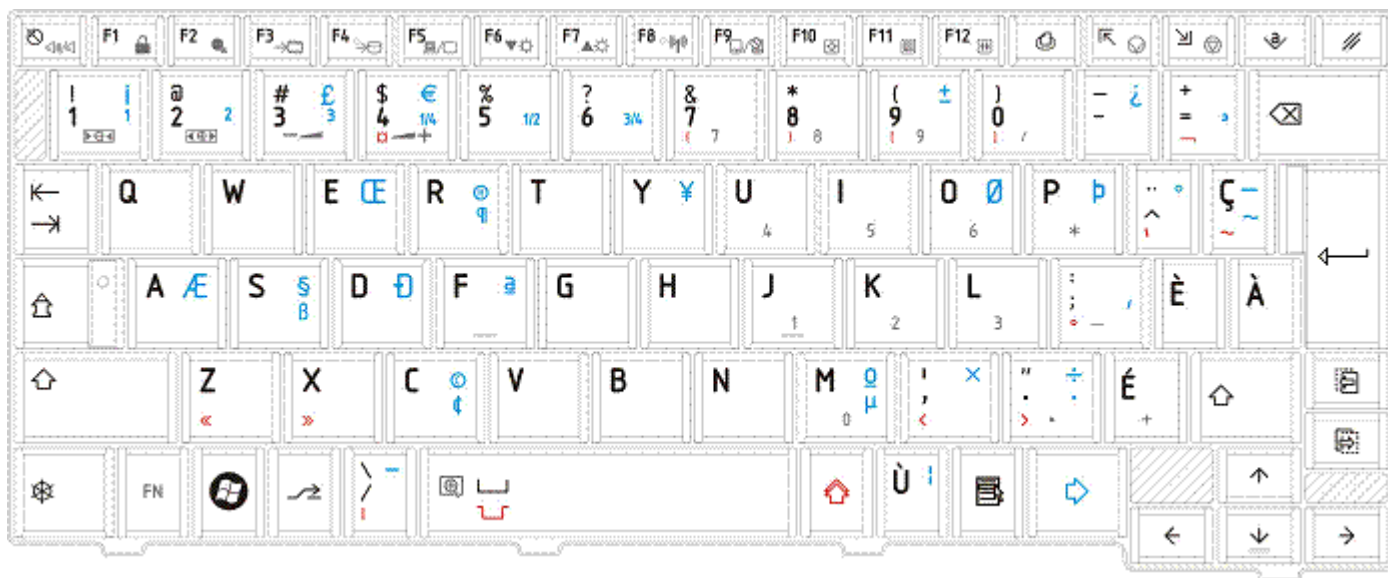 F1 F2 F3 F4 F5 F6 F7 F8 F9 F10 F11 F12 a
! ¡ @ # £ $ € % ? & * ( ± ) _ ¿ +
1 1 2 2 3 3 4 1/4 5 1/2 6 3/4 7 8 9 0 - =
¤ { 7 } 8 [ 9 ] / ¬
Q W E Œ R ® T Y ¥ U I O Ø P Þ ¨ ° Ç
¶ 4 5 6 * ^ ~ ~
A Æ S § D Ð F ª G H J K L : È À
ß 1 2 3 ; ° _
Z X C © V B N M º ' × " ÷ É
« » ¢ µ 0 , < . > · +
FN \ / | Ù ¦